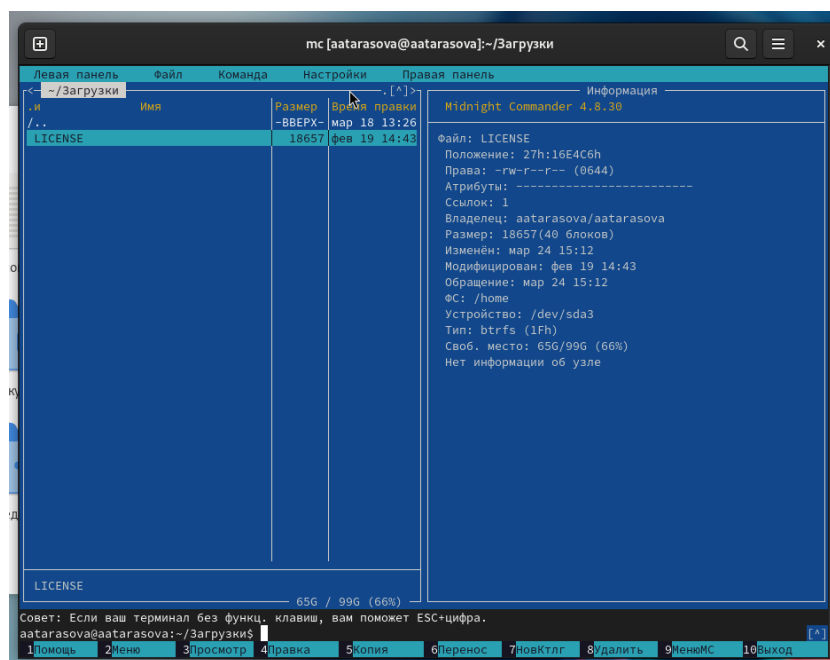 mc [aatarasova@aatarasova]:~/Загрузки
Левая панель Файл Команда Настройки Правая панель
<- ~/Загрузки .[^]>
.и Имя Размер Время правки
/.. -ВВЕРХ- мар 18 13:26
LICENSE 18657 фев 19 14:43
LICENSE
65G / 99G (66%)
Информация
Midnight Commander 4.8.30
Файл: LICENSE
Положение: 27h:16E4C6h
Права: -rw-r--r-- (0644)
Атрибуты: -------------------------
Ссылок: 1
Владелец: aatarasova/aatarasova
Размер: 18657(40 блоков)
Изменён: мар 24 15:12
Модифицирован: фев 19 14:43
Обращение: мар 24 15:12
ФС: /home
Устройство: /dev/sda3
Тип: btrfs (1Fh)
Своб. место: 65G/99G (66%)
Нет информации об узле
Совет: Если ваш терминал без функц. клавиш, вам поможет ESC+цифра.
aatarasova@aatarasova:~/Загрузки$ [^]
1Помощь 2Меню 3Просмотр 4Правка 5Копия 6Перенос 7НовКтлг 8Удалить 9МенюMC 10Выход